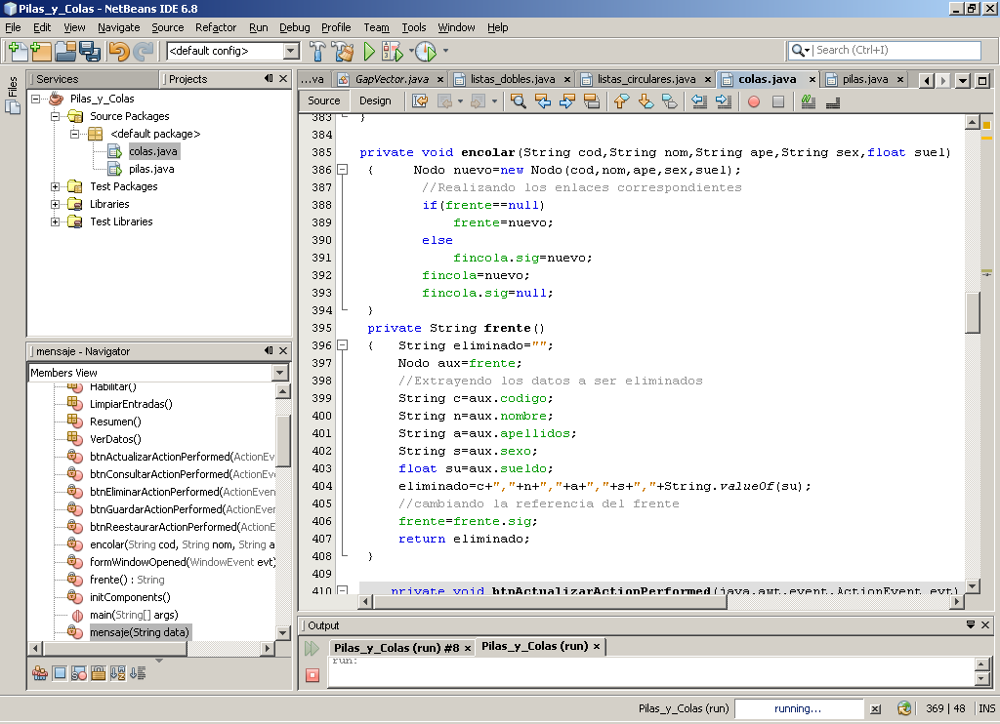 Pilas_y_Colas - NetBeans IDE 6.8
File Edit View Navigate Source Refactor Run Debug Profile Team Tools Window Help
<default config>
Search (Ctrl+I)
Files
Services
Projects
Pilas_y_Colas
Source Packages
<default package>
colas.java
pilas.java
Test Packages
Libraries
Test Libraries
mensaje - Navigator
Members View
Habilitar()
LimpiarEntradas()
Resumen()
VerDatos()
btnActualizarActionPerformed(ActionEv
btnConsultarActionPerformed(ActionEv
btnEliminarActionPerformed(ActionEven
btnGuardarActionPerformed(ActionEven
btnReestaurarActionPerformed(ActionE
encolar(String cod, String nom, String a
formWindowOpened(WindowEvent evt)
frente() : String
initComponents()
main(String[] args)
mensaje(String data)
...va GapVector.java listas_dobles.java listas_circulares.java colas.java pilas.java
Source Design
383 }
384
385 private void encolar(String cod,String nom,String ape,String sex,float suel)
386 { Nodo nuevo=new Nodo(cod,nom,ape,sex,suel);
387 //Realizando los enlaces correspondientes
388 if(frente==null)
389 frente=nuevo;
390 else
391 fincola.sig=nuevo;
392 fincola=nuevo;
393 fincola.sig=null;
394 }
395 private String frente()
396 { String eliminado="";
397 Nodo aux=frente;
398 //Extrayendo los datos a ser eliminados
399 String c=aux.codigo;
400 String n=aux.nombre;
401 String a=aux.apellidos;
402 String s=aux.sexo;
403 float su=aux.sueldo;
404 eliminado=c+","+n+","+a+","+s+","+String.valueOf(su);
405 //cambiando la referencia del frente
406 frente=frente.sig;
407 return eliminado;
408 }
409
410 private void btnActualizarActionPerformed(java.awt.event.ActionEvent evt)
Output
Pilas_y_Colas (run) #8 Pilas_y_Colas (run)
run:
Pilas_y_Colas (run) running... 369 | 48 INS